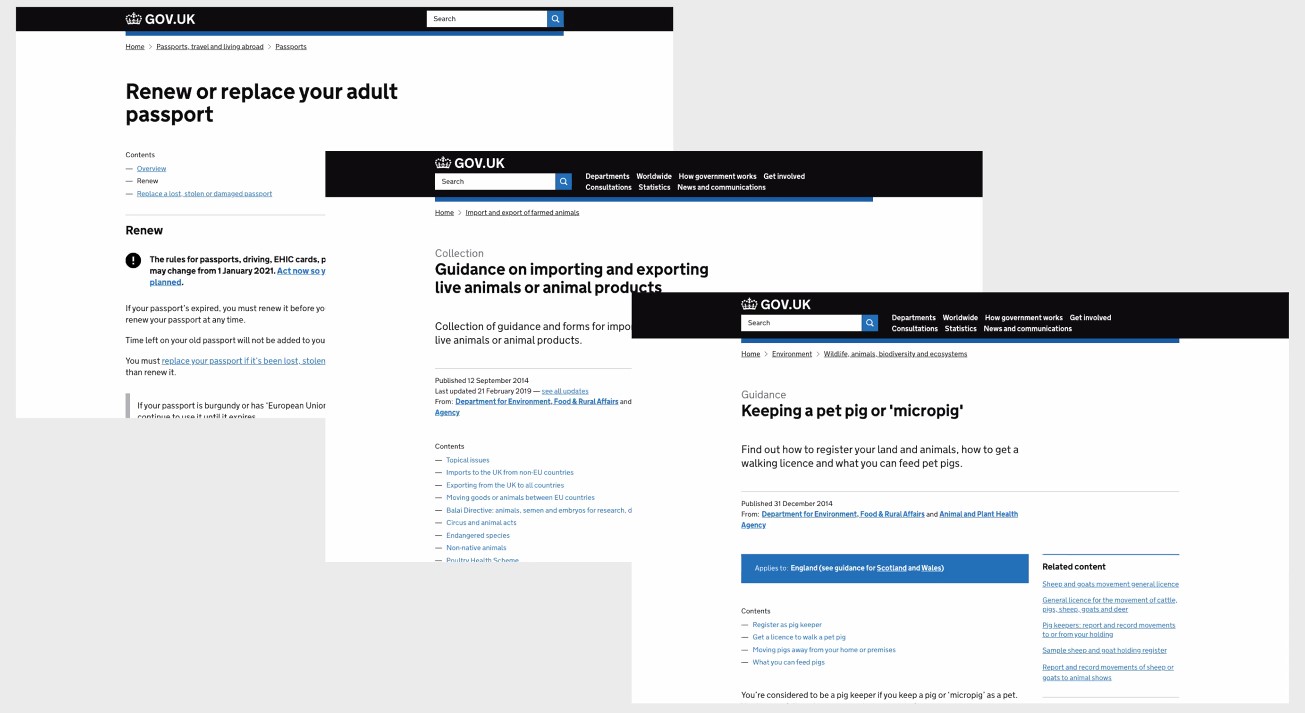 GOV.UK
Search
Home > Passports, travel and living abroad > Passports
Renew or replace your adult
passport
Contents
— Overview
— Renew
— Replace a lost, stolen or damaged passport
Renew
! The rules for passports, driving, EHIC cards, p
may change from 1 January 2021. Act now so y
planned.
If your passport's expired, you must renew it before yo
renew your passport at any time.
Time left on your old passport will not be added to you
You must replace your passport if it's been lost, stolen
than renew it.
If your passport is burgundy or has 'European Union
continue to use it until it expires.
GOV.UK
Search
Departments Worldwide How government works Get involved
Consultations Statistics News and communications
Home > Import and export of farmed animals
Collection
Guidance on importing and exporting
live animals or animal products
Collection of guidance and forms for impor
live animals or animal products.
Published 12 September 2014
Last updated 21 February 2019 — see all updates
From: Department for Environment, Food & Rural Affairs and
Agency
Contents
— Topical issues
— Imports to the UK from non-EU countries
— Exporting from the UK to all countries
— Moving goods or animals between EU countries
— Balai Directive: animals, semen and embryos for research, d
— Circus and animal acts
— Endangered species
— Non-native animals
— Poultry Health Scheme
GOV.UK
Search
Departments Worldwide How government works Get involved
Consultations Statistics News and communications
Home > Environment > Wildlife, animals, biodiversity and ecosystems
Guidance
Keeping a pet pig or 'micropig'
Find out how to register your land and animals, how to get a
walking licence and what you can feed pet pigs.
Published 31 December 2014
From: Department for Environment, Food & Rural Affairs and Animal and Plant Health
Agency
Applies to: England (see guidance for Scotland and Wales)
Contents
— Register as pig keeper
— Get a licence to walk a pet pig
— Moving pigs away from your home or premises
— What you can feed pigs
You're considered to be a pig keeper if you keep a pig or 'micropig' as a pet.
Related content
Sheep and goats movement general licence
General licence for the movement of cattle,
pigs, sheep, goats and deer
Pig keepers: report and record movements
to or from your holding
Sample sheep and goat holding register
Report and record movements of sheep or
goats to animal shows